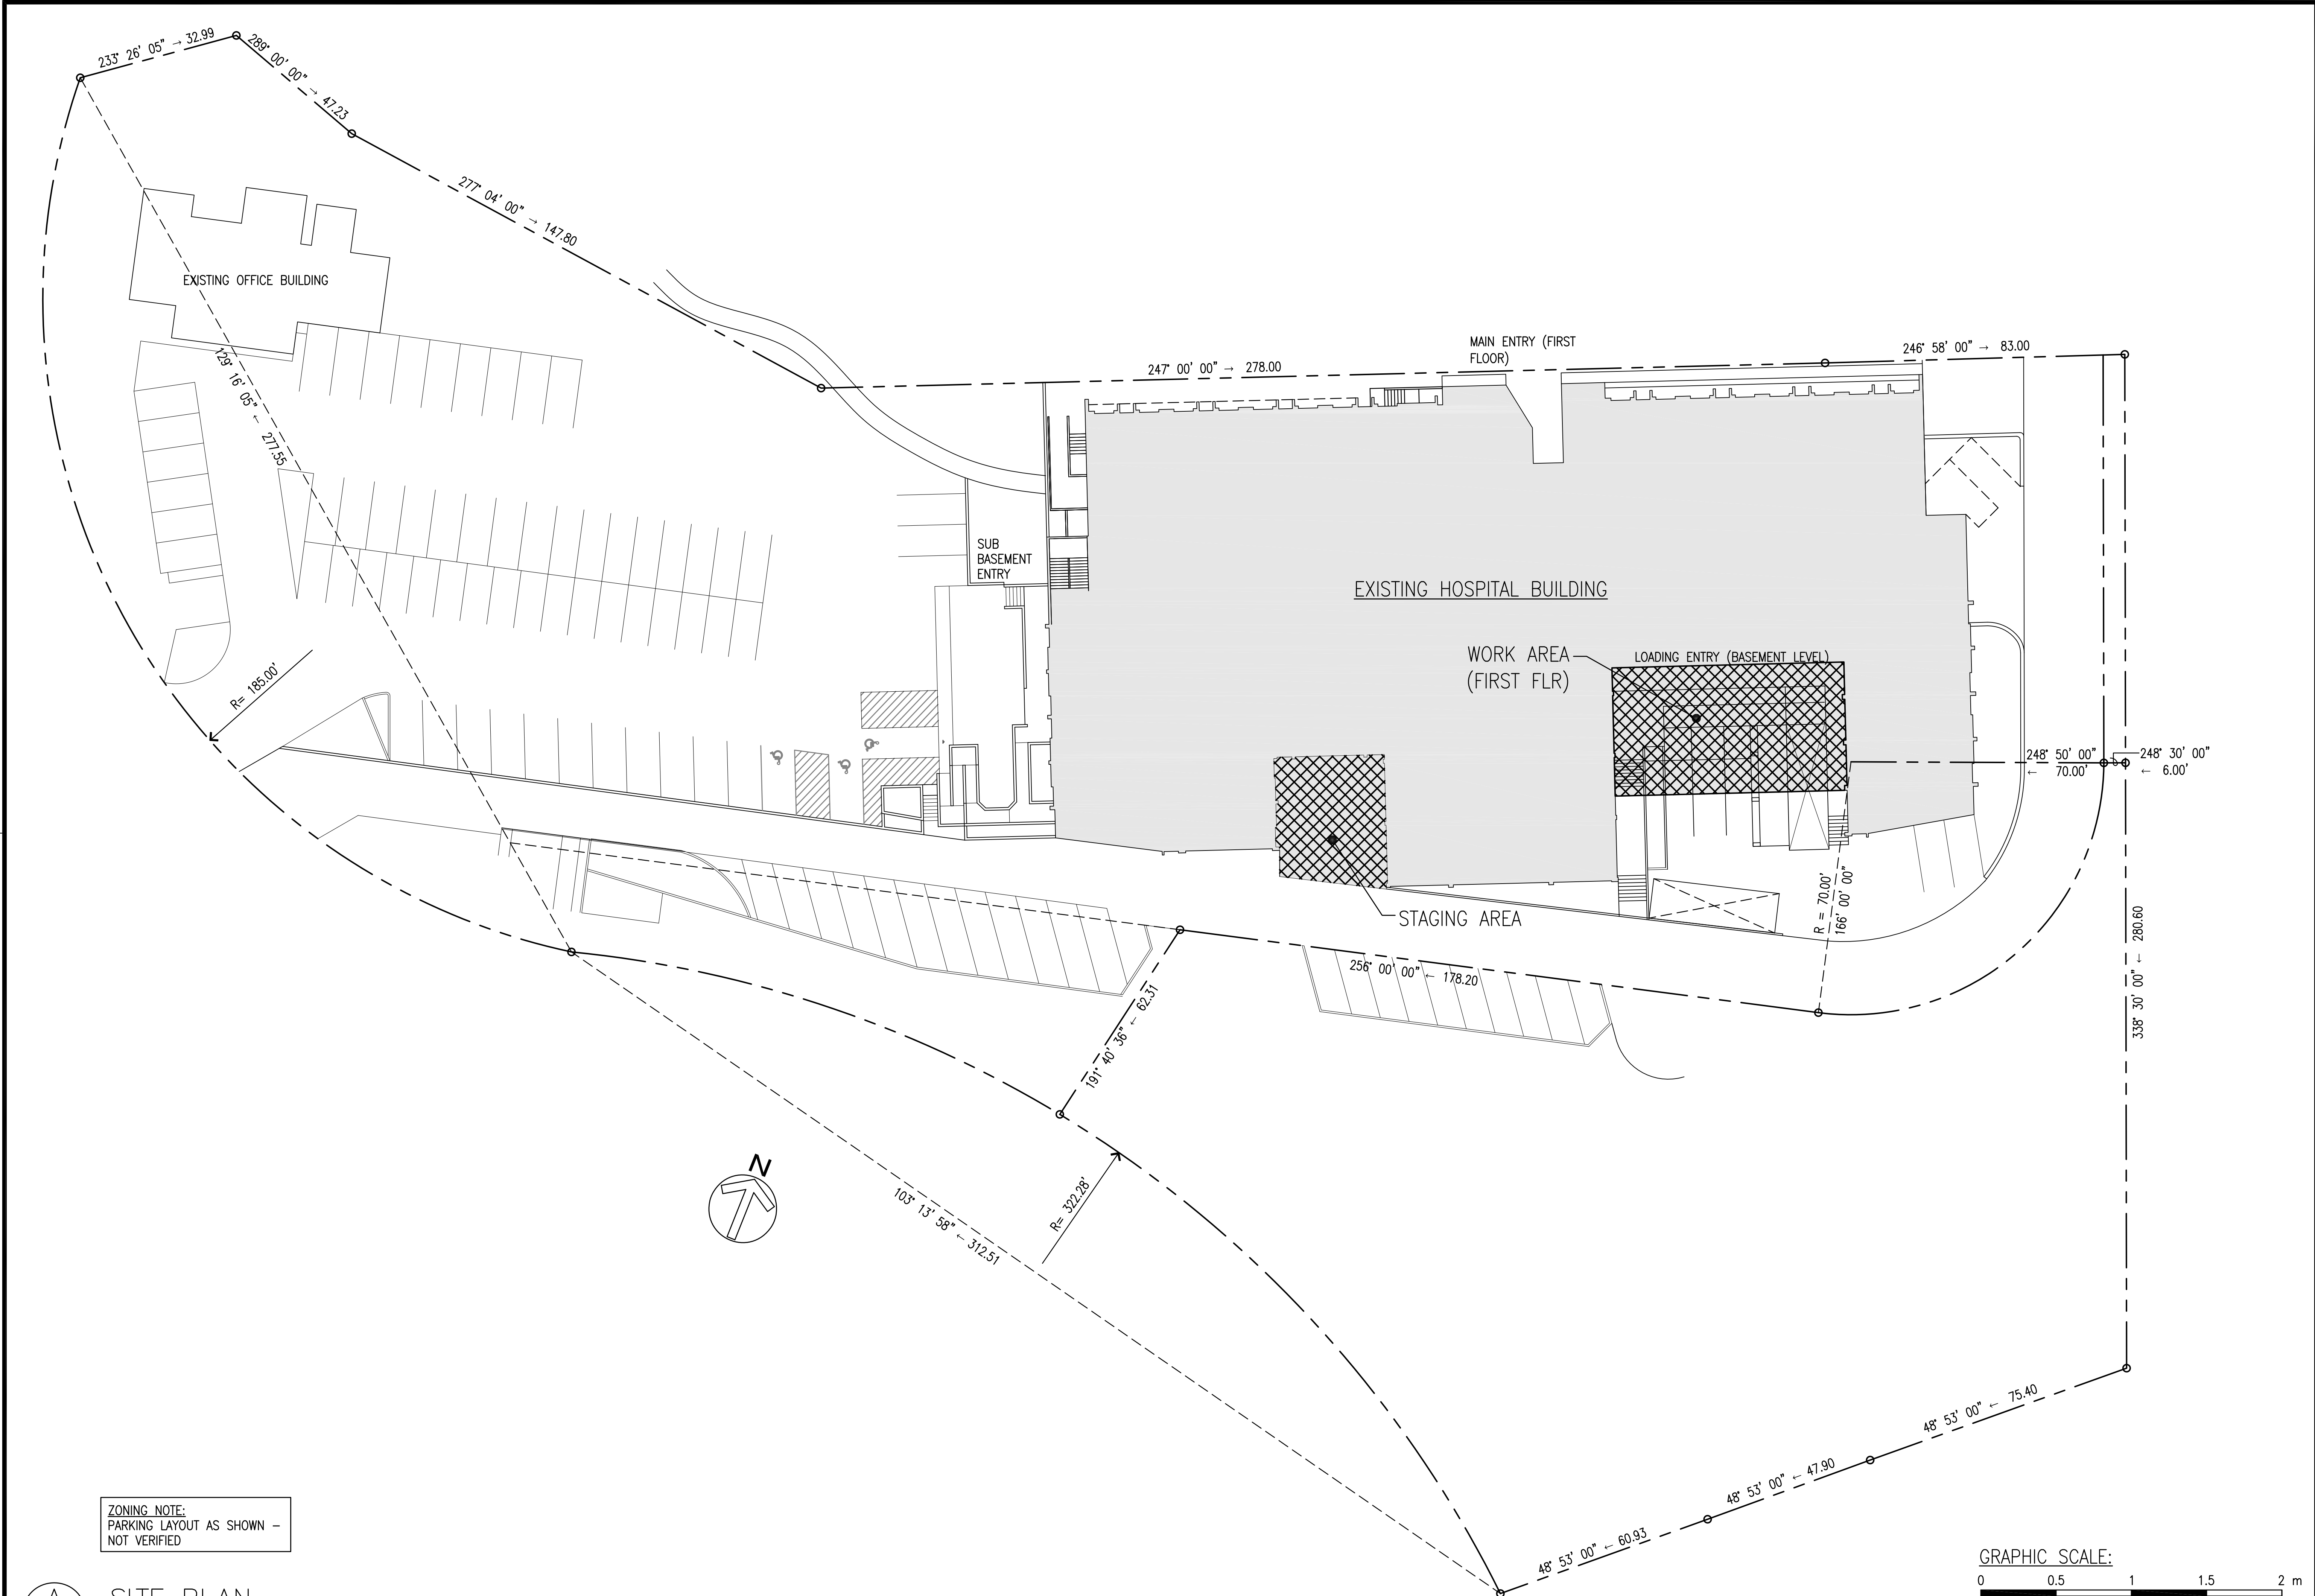 233° 26' 05" → 32.99
289° 00' 00" → 47.23
277° 04' 00" → 147.80
EXISTING OFFICE BUILDING
MAIN ENTRY (FIRST
FLOOR)
247° 00' 00" → 278.00
246° 58' 00" → 83.00
129° 16' 05" ← 277.55
SUB
BASEMENT
ENTRY
EXISTING HOSPITAL BUILDING
WORK AREA
(FIRST FLR)
LOADING ENTRY (BASEMENT LEVEL)
R= 185.00'
248° 50' 00"
← 70.00'
248° 30' 00"
← 6.00'
R = 70.00'
166° 00' 00"
STAGING AREA
256° 00' 00" ← 178.20
191° 40' 36" ← 62.31
338° 30' 00" ← 280.60
N
103° 13' 58" ← 312.51
R= 322.28'
48° 53' 00" ← 75.40
48° 53' 00" ← 47.90
48° 53' 00" ← 60.93
ZONING NOTE:
PARKING LAYOUT AS SHOWN –
NOT VERIFIED
SITE PLAN
GRAPHIC SCALE:
0 0.5 1 1.5 2 m